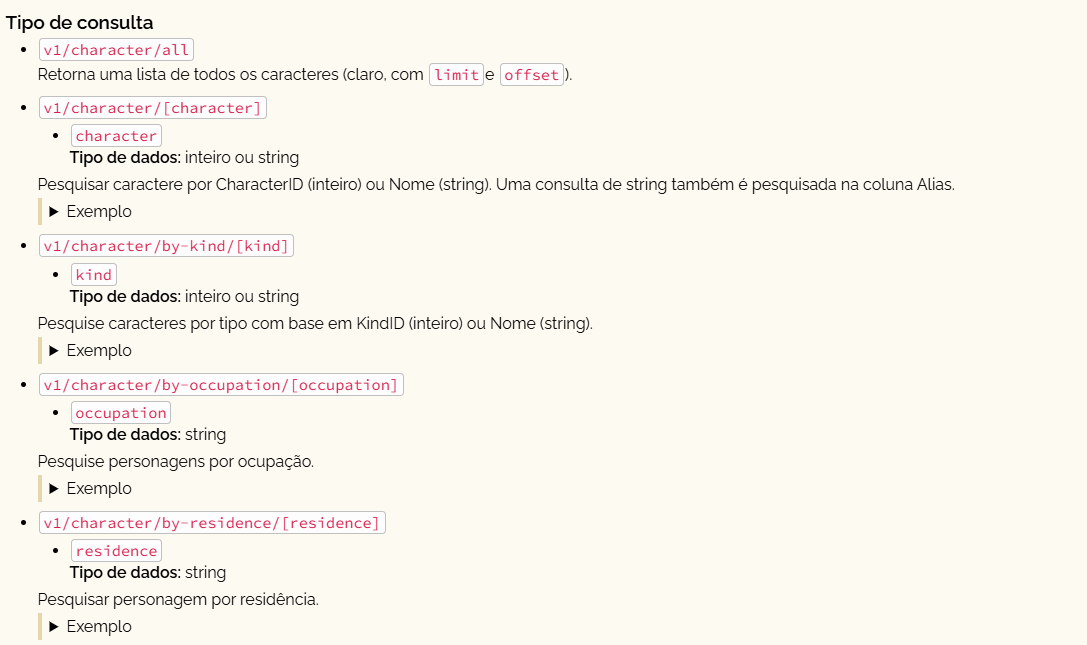 Tipo de consulta
v1/character/all
Retorna uma lista de todos os caracteres (claro, com limit e offset).
v1/character/[character]
character
Tipo de dados: inteiro ou string
Pesquisar caractere por CharacterID (inteiro) ou Nome (string). Uma consulta de string também é pesquisada na coluna Alias.
Exemplo
v1/character/by-kind/[kind]
kind
Tipo de dados: inteiro ou string
Pesquise caracteres por tipo com base em KindID (inteiro) ou Nome (string).
Exemplo
v1/character/by-occupation/[occupation]
occupation
Tipo de dados: string
Pesquise personagens por ocupação.
Exemplo
v1/character/by-residence/[residence]
residence
Tipo de dados: string
Pesquisar personagem por residência.
Exemplo